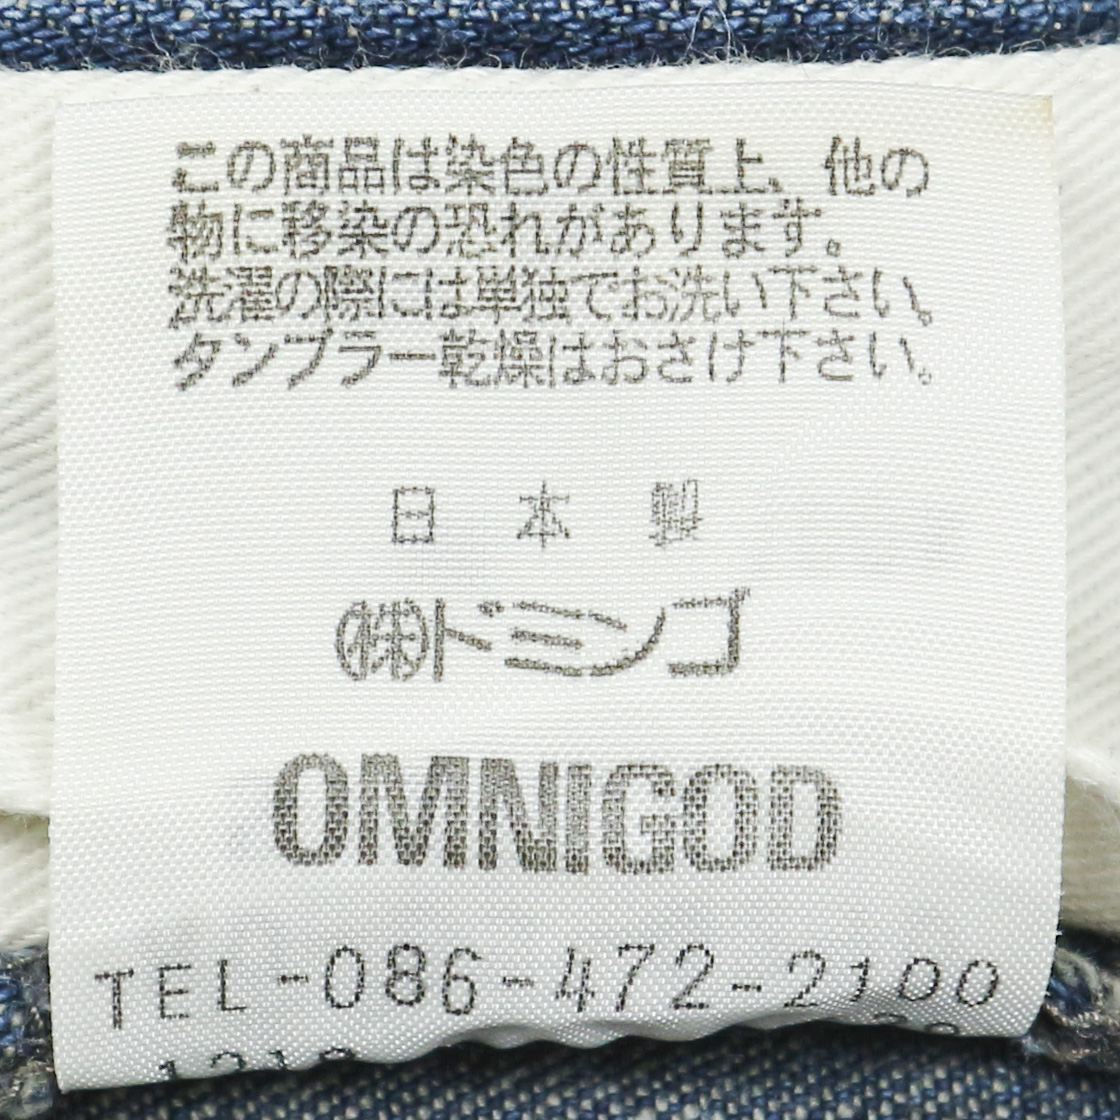 この商品は染色の性質上、他の
物に移染の恐れがあります。
洗濯の際には単独でお洗い下さい。
タンブラー乾燥はおさけ下さい。
日本製
㈱ドミンゴ
OMNIGOD
TEL-086-472-2100